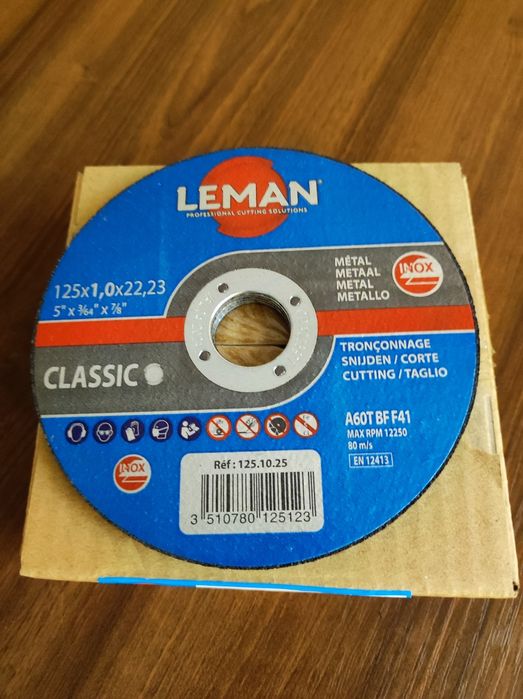 LEMAN®
PROFESSIONAL CUTTING SOLUTIONS
125x1,0x22,23
5" x 3/64" x 7/8"
MÉTAL
METAAL
METAL
METALLO
INOX
CLASSIC
TRONÇONNAGE
SNIJDEN / CORTE
CUTTING / TAGLIO
A60T BF F41
MAX RPM 12250
80 m/s
EN 12413
INOX
Réf : 125.10.25
3 510780 125123